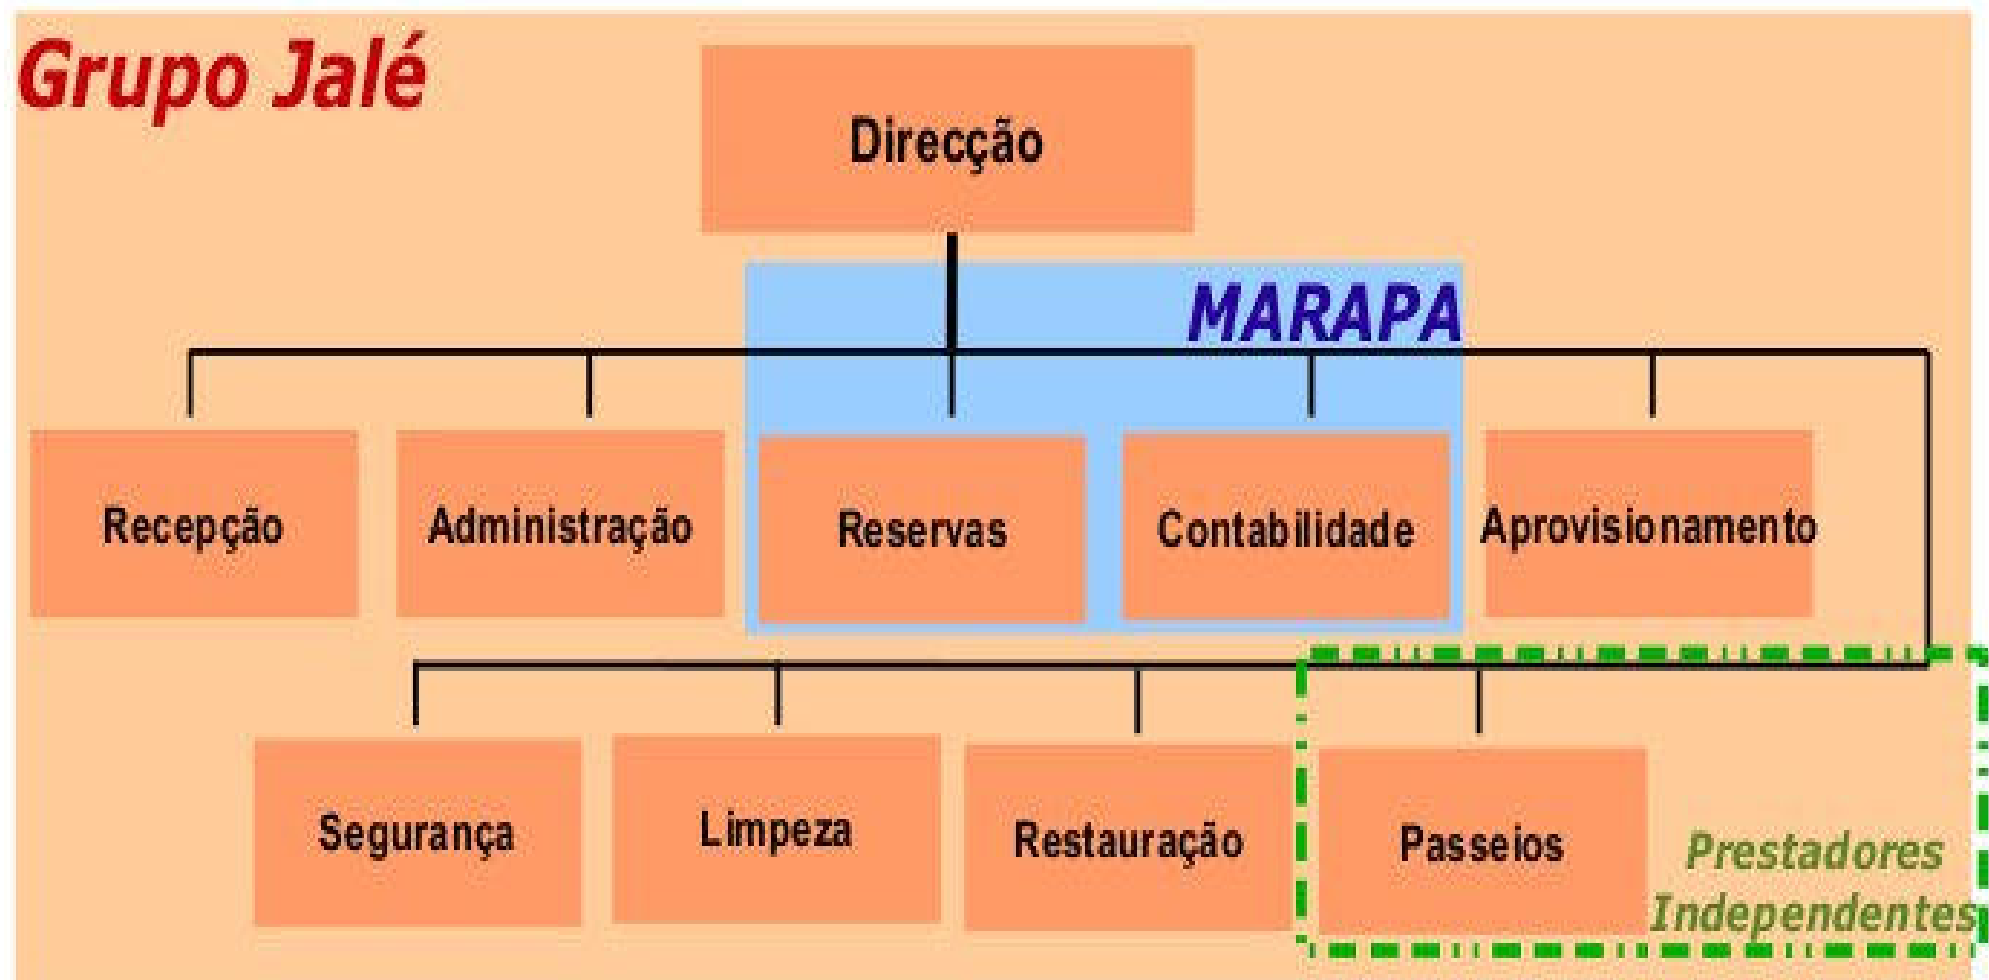 Grupo Jalé
Direcção
MARAPA
Recepção
Administração
Reservas
Contabilidade
Aprovisionamento
Segurança
Limpeza
Restauração
Passeios
Prestadores
Independentes